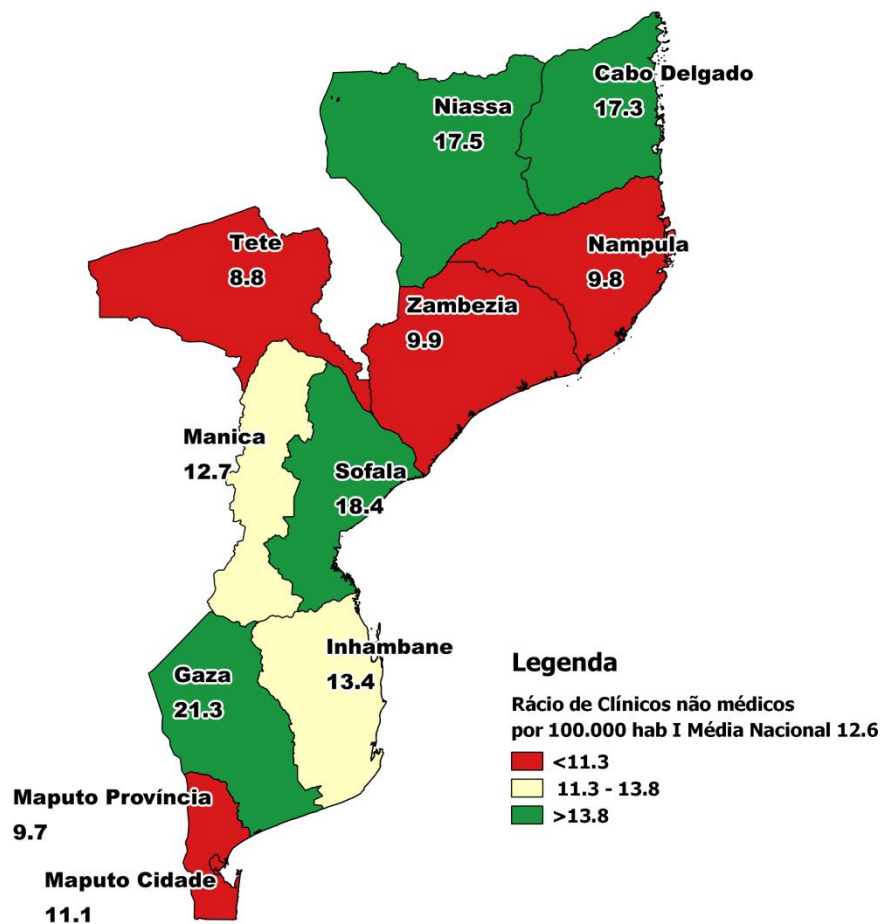 Cabo Delgado
17.3
Niassa
17.5
Tete
8.8
Nampula
9.8
Zambezia
9.9
Manica
12.7
Sofala
18.4
Inhambane
13.4
Gaza
21.3
Maputo Província
9.7
Maputo Cidade
11.1
Legenda
Rácio de Clínicos não médicos
por 100.000 hab I Média Nacional 12.6
<11.3
11.3 - 13.8
>13.8